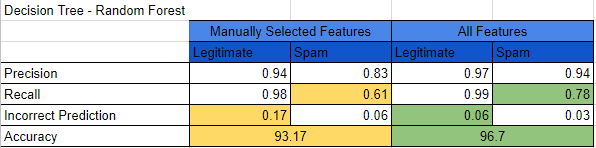 Decision Tree - Random Forest
Manually Selected Features All Features
Legitimate Spam Legitimate Spam
Precision 0.94 0.83 0.97 0.94
Recall 0.98 0.61 0.99 0.78
Incorrect Prediction 0.17 0.06 0.06 0.03
Accuracy 93.17 96.7